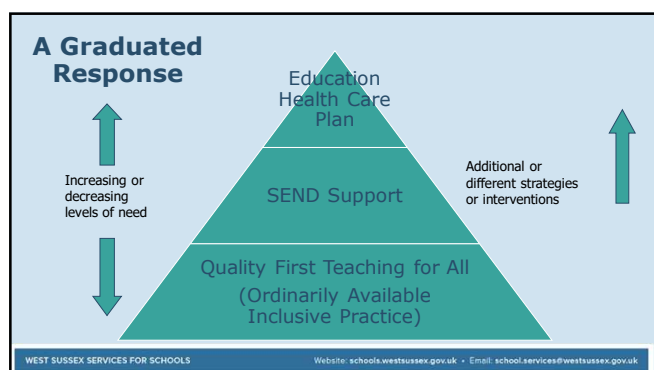 A Graduated
Response
Education
Health Care
Plan
Increasing or
decreasing
levels of need
SEND Support
Additional or
different strategies
or interventions
Quality First Teaching for All
(Ordinarily Available
Inclusive Practice)
WEST SUSSEX SERVICES FOR SCHOOLS
Website: schools.westsussex.gov.uk • Email: school.services@westsussex.gov.uk